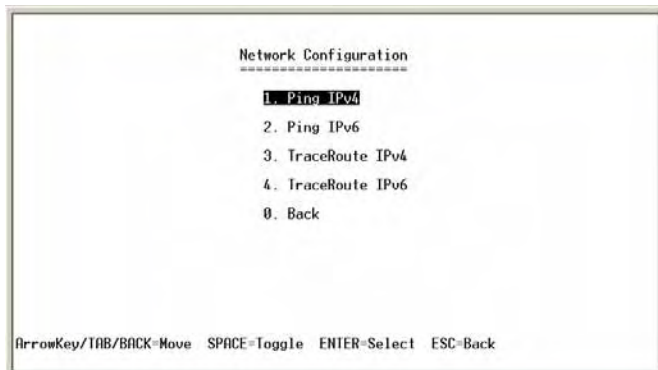 Network Configuration
=====================
1. Ping IPv4
2. Ping IPv6
3. TraceRoute IPv4
4. TraceRoute IPv6
0. Back
ArrowKey/TAB/BACK=Move SPACE=Toggle ENTER=Select ESC=Back